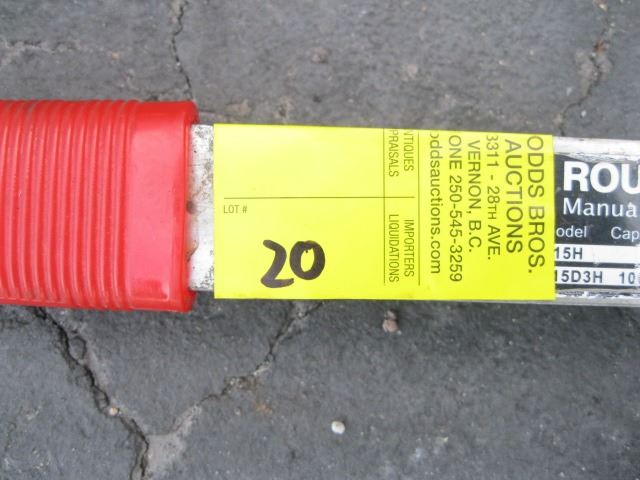 ODDS BROS.
AUCTIONS
3311 - 28TH AVE.
VERNON, B.C.
ONE 250-545-3259
oddsauctions.com
NTIQUES
PRAISALS
IMPORTERS
LIQUIDATIONS
LOT #
20
ROU
Manua
odel Cap
15H
15D3H 10